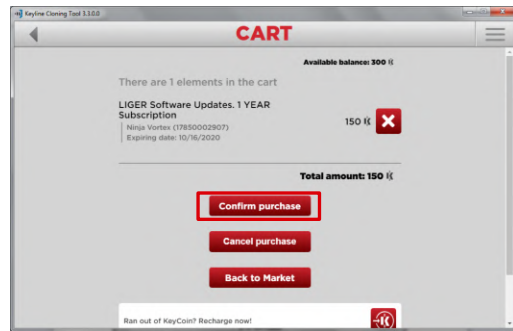 Keyline Cloning Tool 3.3.0.0
CART
Available balance: 300
There are 1 elements in the cart
LIGER Software Updates. 1 YEAR
Subscription
150
Ninja Vortex (17850002907)
Expiring date: 10/16/2020
Total amount: 150
Confirm purchase
Cancel purchase
Back to Market
Ran out of KeyCoin? Recharge now!